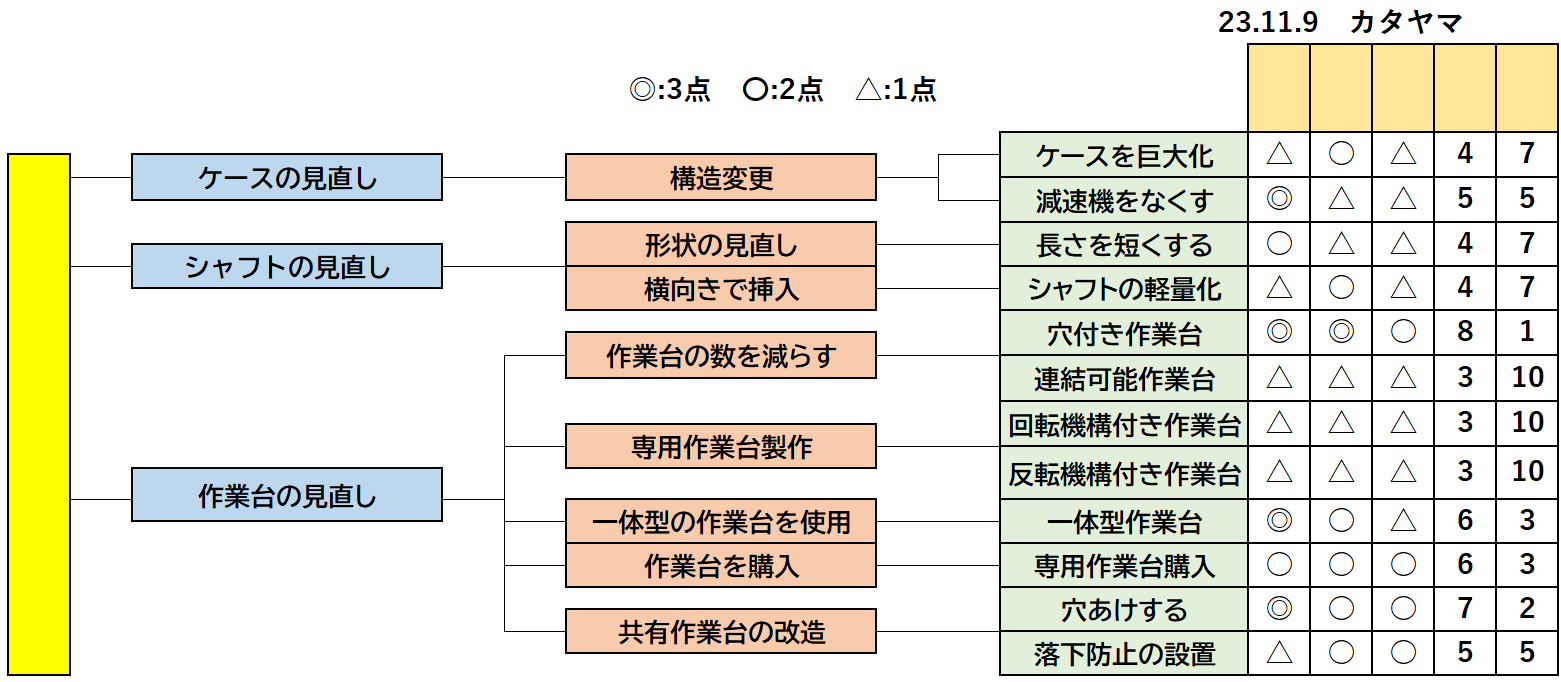 23.11.9 カタヤマ
◎:3点 〇:2点 △:1点
ケースの見直し 構造変更 ケースを巨大化 △ 〇 △ 4 7
減速機をなくす ◎ △ △ 5 5
シャフトの見直し 形状の見直し 長さを短くする 〇 △ △ 4 7
横向きで挿入 シャフトの軽量化 △ 〇 △ 4 7
作業台の数を減らす 穴付き作業台 ◎ ◎ 〇 8 1
連結可能作業台 △ △ △ 3 10
回転機構付き作業台 △ △ △ 3 10
専用作業台製作 反転機構付き作業台 △ △ △ 3 10
作業台の見直し 一体型の作業台を使用 一体型作業台 ◎ 〇 △ 6 3
作業台を購入 専用作業台購入 〇 〇 〇 6 3
共有作業台の改造 穴あけする ◎ 〇 〇 7 2
落下防止の設置 △ 〇 〇 5 5